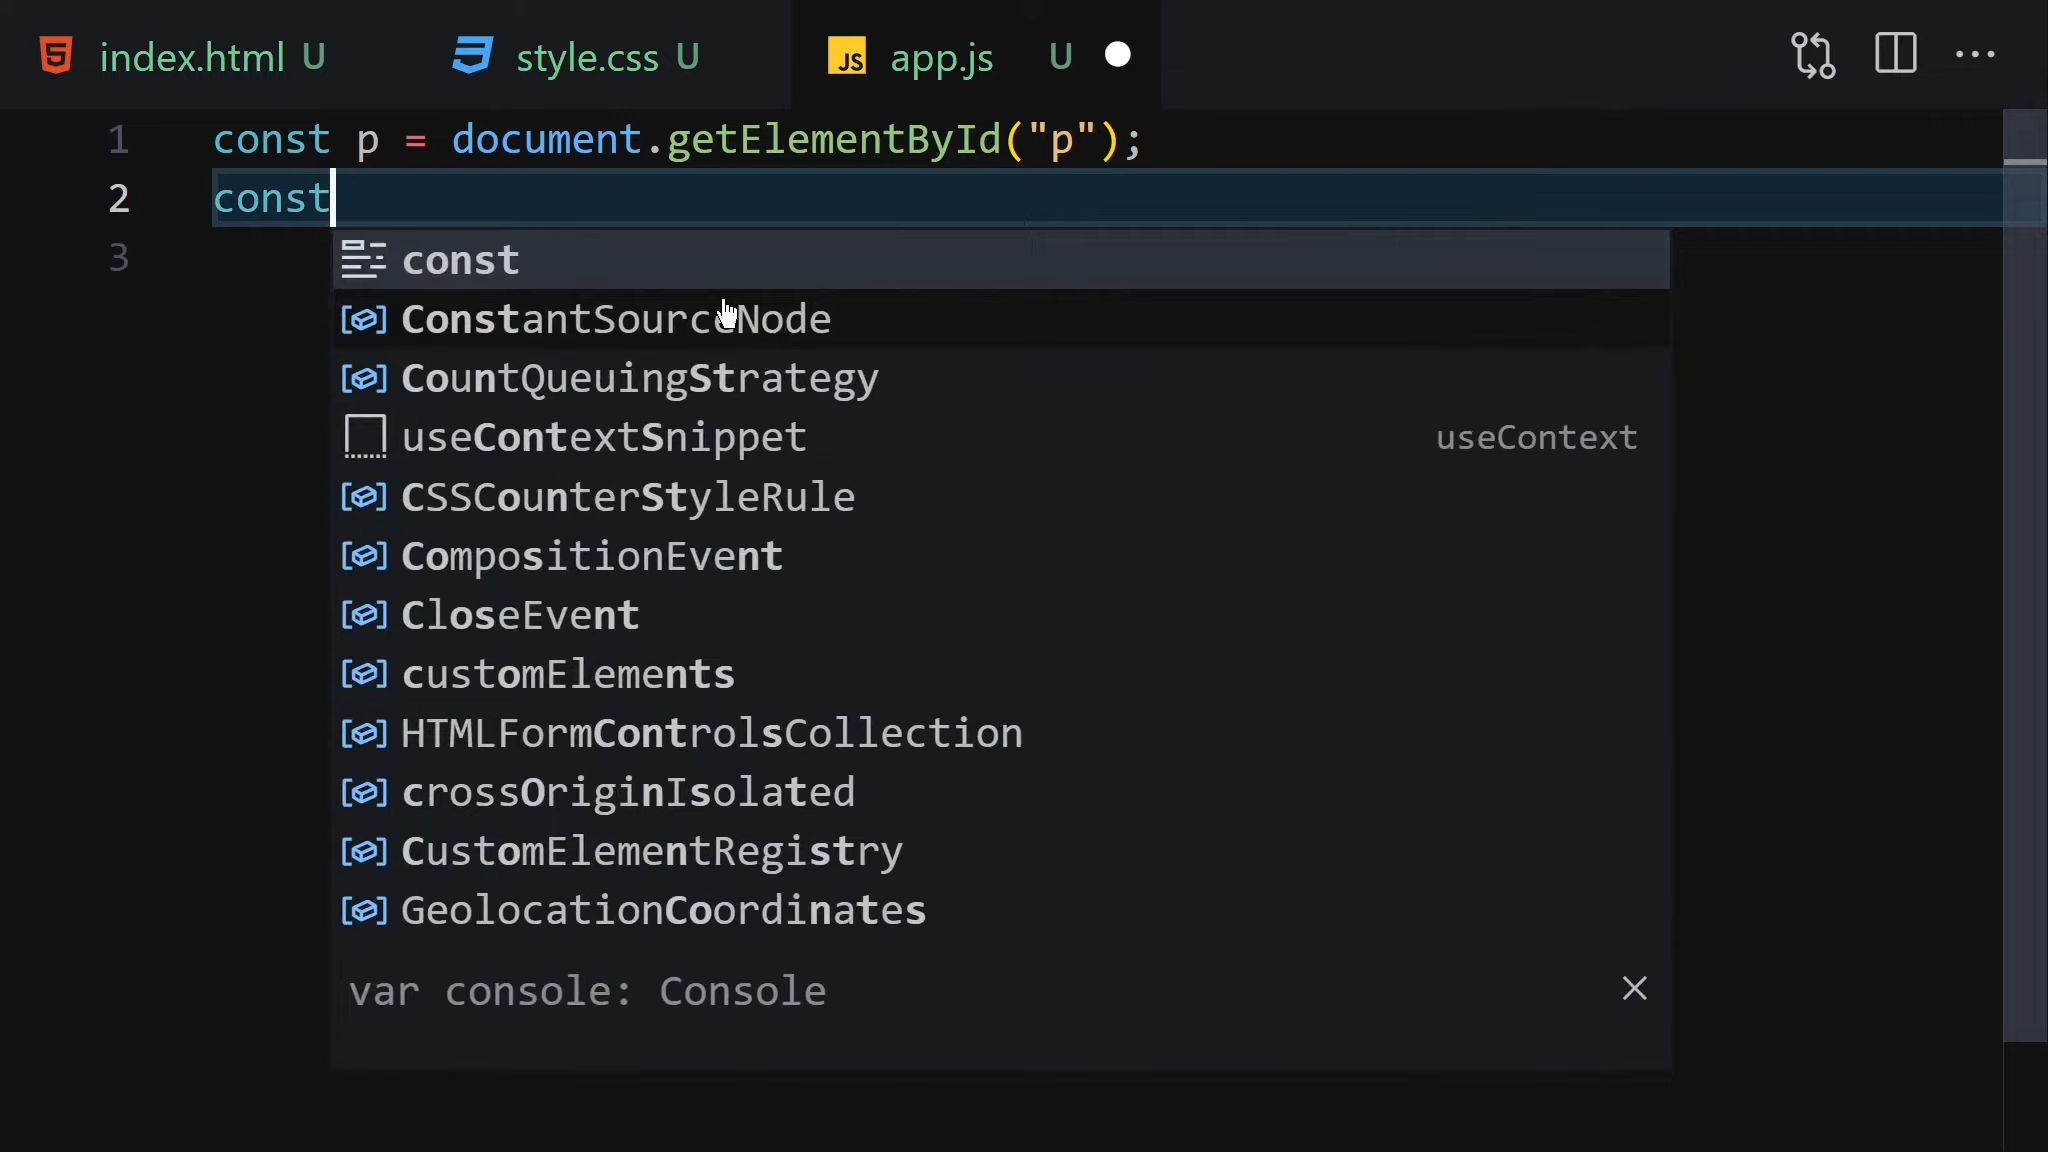 index.html U style.css U JS app.js U
1 const p = document.getElementById("p");
2 const
3
const
ConstantSourceNode
CountQueuingStrategy
useContextSnippet useContext
CSSCounterStyleRule
CompositionEvent
CloseEvent
customElements
HTMLFormControlsCollection
crossOriginIsolated
CustomElementRegistry
GeolocationCoordinates
var console: Console